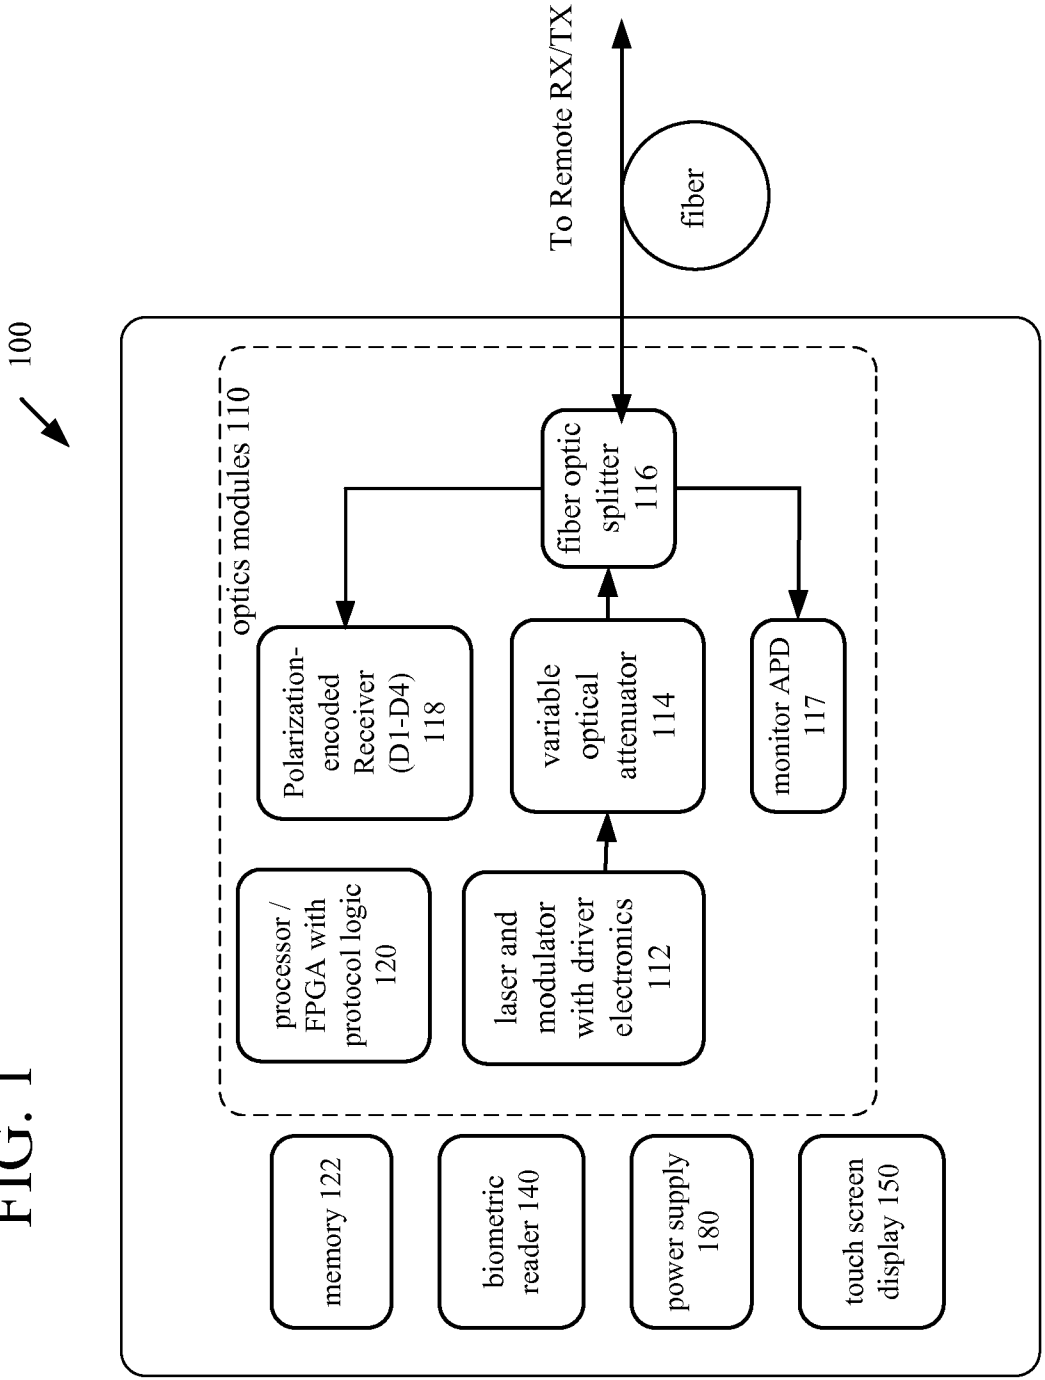 FIG. 1
100
optics modules 110
memory 122
processor /
FPGA with
protocol logic
120
Polarization-
encoded
Receiver
(D1-D4)
118
biometric
reader 140
laser and
modulator
with driver
electronics
112
variable
optical
attenuator
114
fiber optic
splitter
116
To Remote RX/TX
fiber
power supply
180
monitor APD
117
touch screen
display 150